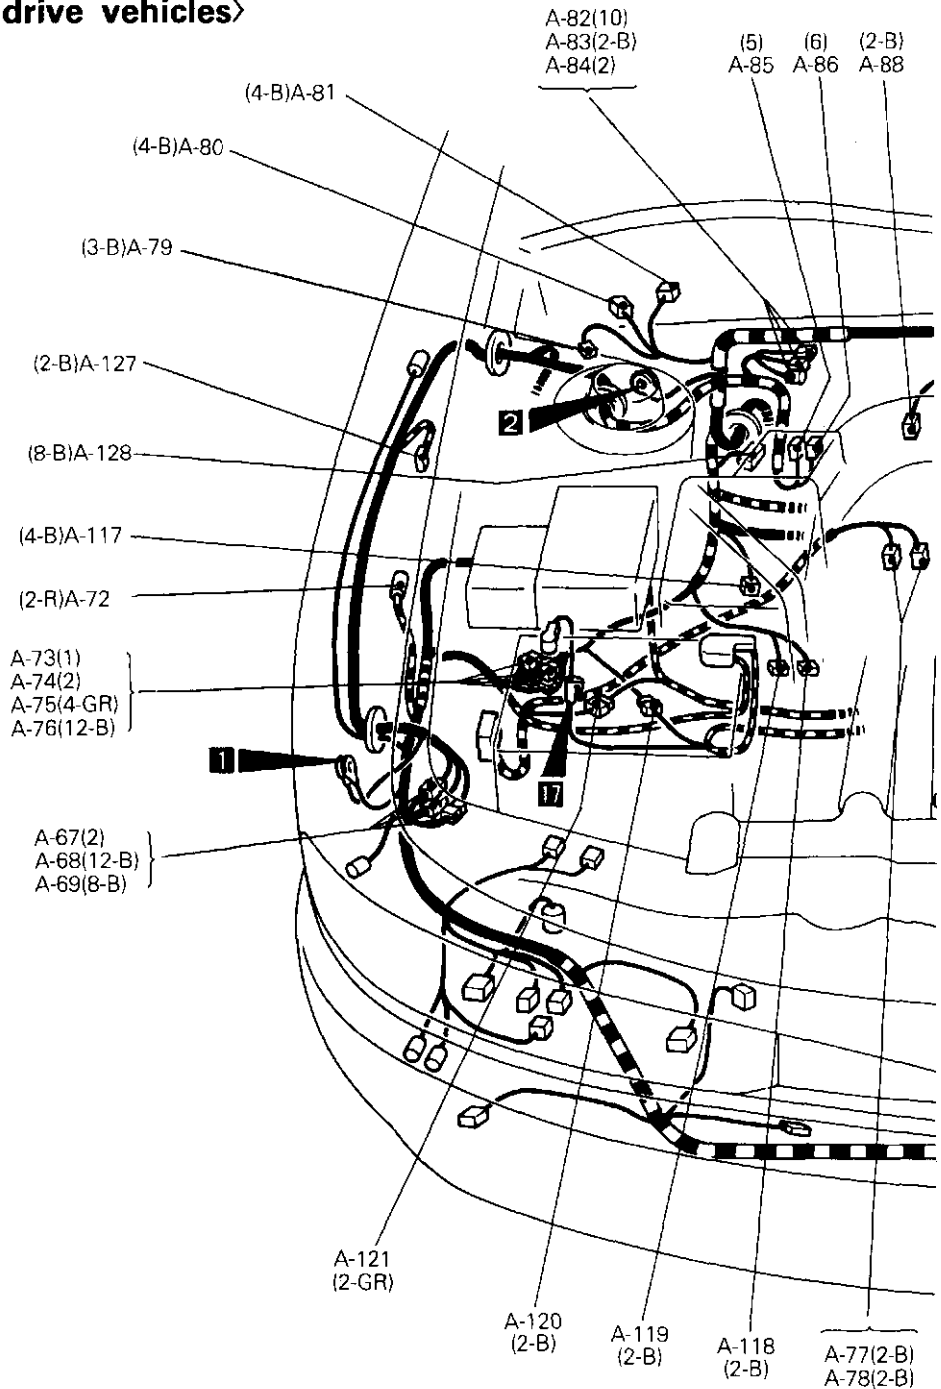 drive vehicles〉
A-82(10)
A-83(2-B)
A-84(2)
(5)
A-85
(6)
A-86
(2-B)
A-88
(4-B)A-81
(4-B)A-80
(3-B)A-79
(2-B)A-127
(8-B)A-128
(4-B)A-117
(2-R)A-72
A-73(1)
A-74(2)
A-75(4-GR)
A-76(12-B)
2
1
17
A-67(2)
A-68(12-B)
A-69(8-B)
A-121
(2-GR)
A-120
(2-B)
A-119
(2-B)
A-118
(2-B)
A-77(2-B)
A-78(2-B)